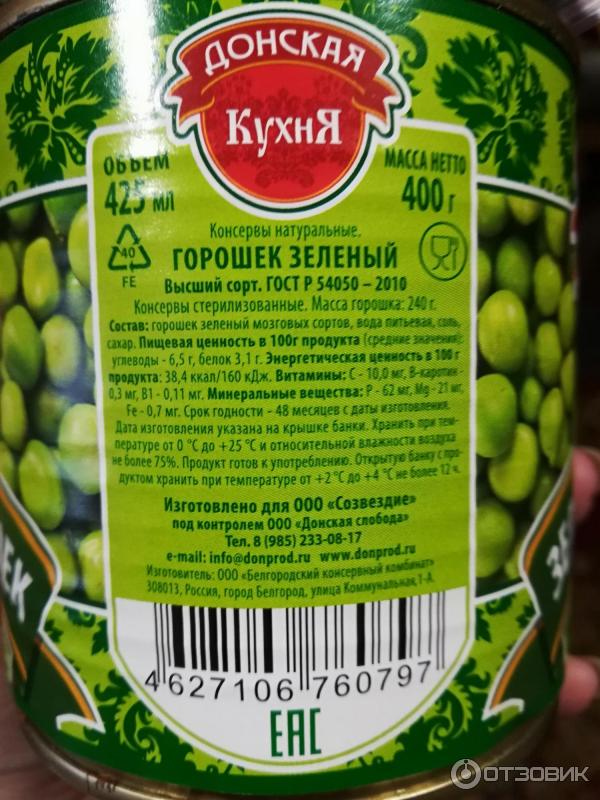 ДОНСКАЯ
КУХНЯ
ОБЪЕМ
425 МЛ
МАССА НЕТТО
400 г
Консервы натуральные.
ГОРОШЕК ЗЕЛЕНЫЙ
40
FE
Высший сорт. ГОСТ Р 54050 – 2010
Консервы стерилизованные. Масса горошка: 240 г.
Состав: горошек зеленый мозговых сортов, вода питьевая, соль,
сахар. Пищевая ценность в 100г продукта (средние значения):
углеводы - 6,5 г, белок 3,1 г. Энергетическая ценность в 100 г
продукта: 38,4 ккал/160 кДж. Витамины: С - 10,0 мг, В-каротин -
0,3 мг, В1 - 0,11 мг. Минеральные вещества: Р - 62 мг, Mg - 21 мг,
Fe - 0,7 мг. Срок годности – 48 месяцев с даты изготовления.
Дата изготовления указана на крышке банки. Хранить при тем-
пературе от 0 °С до +25 °С и относительной влажности воздуха
не более 75%. Продукт готов к употреблению. Открытую банку с про-
дуктом хранить при температуре от +2 °С до +4 °С не более 12 ч.
Изготовлено для ООО «Созвездие»
под контролем ООО «Донская слобода»
Тел. 8 (985) 233-08-17
e-mail: info@donprod.ru www.donprod.ru
Изготовитель: ООО «Белгородский консервный комбинат»
308013, Россия, город Белгород, улица Коммунальная,1-А.
4 627106 760797
ЕАС
ЕК
ЗЕ
ОТЗОВИК